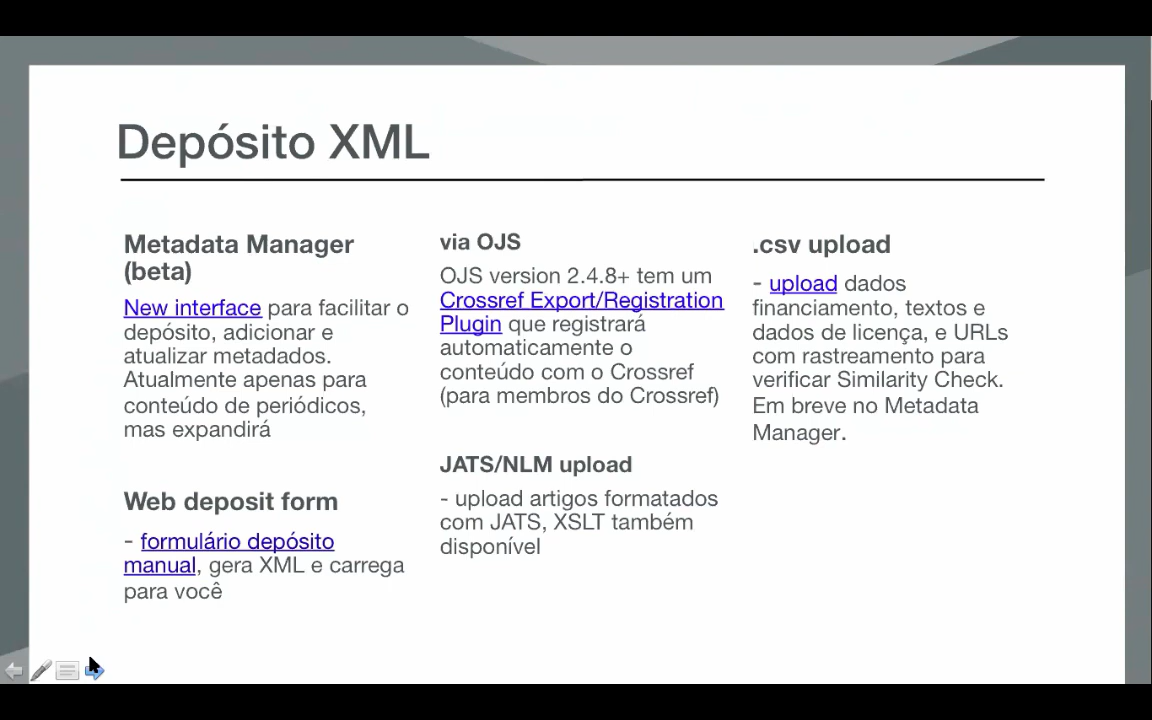 Depósito XML
Metadata Manager
(beta)
New interface para facilitar o
depósito, adicionar e
atualizar metadados.
Atualmente apenas para
conteúdo de periódicos,
mas expandirá
Web deposit form
- formulário depósito
manual, gera XML e carrega
para você
via OJS
OJS version 2.4.8+ tem um
Crossref Export/Registration
Plugin que registrará
automaticamente o
conteúdo com o Crossref
(para membros do Crossref)
JATS/NLM upload
- upload artigos formatados
com JATS, XSLT também
disponível
.csv upload
- upload dados
financiamento, textos e
dados de licença, e URLs
com rastreamento para
verificar Similarity Check.
Em breve no Metadata
Manager.